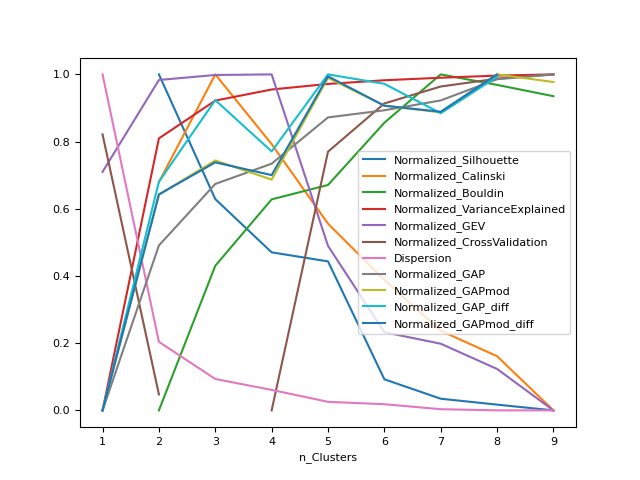 1.0
0.8
0.6
0.4
0.2
0.0
Normalized_Silhouette
Normalized_Calinski
Normalized_Bouldin
Normalized_VarianceExplained
Normalized_GEV
Normalized_CrossValidation
Dispersion
Normalized_GAP
Normalized_GAPmod
Normalized_GAP_diff
Normalized_GAPmod_diff
1 2 3 4 5 6 7 8 9
n_Clusters